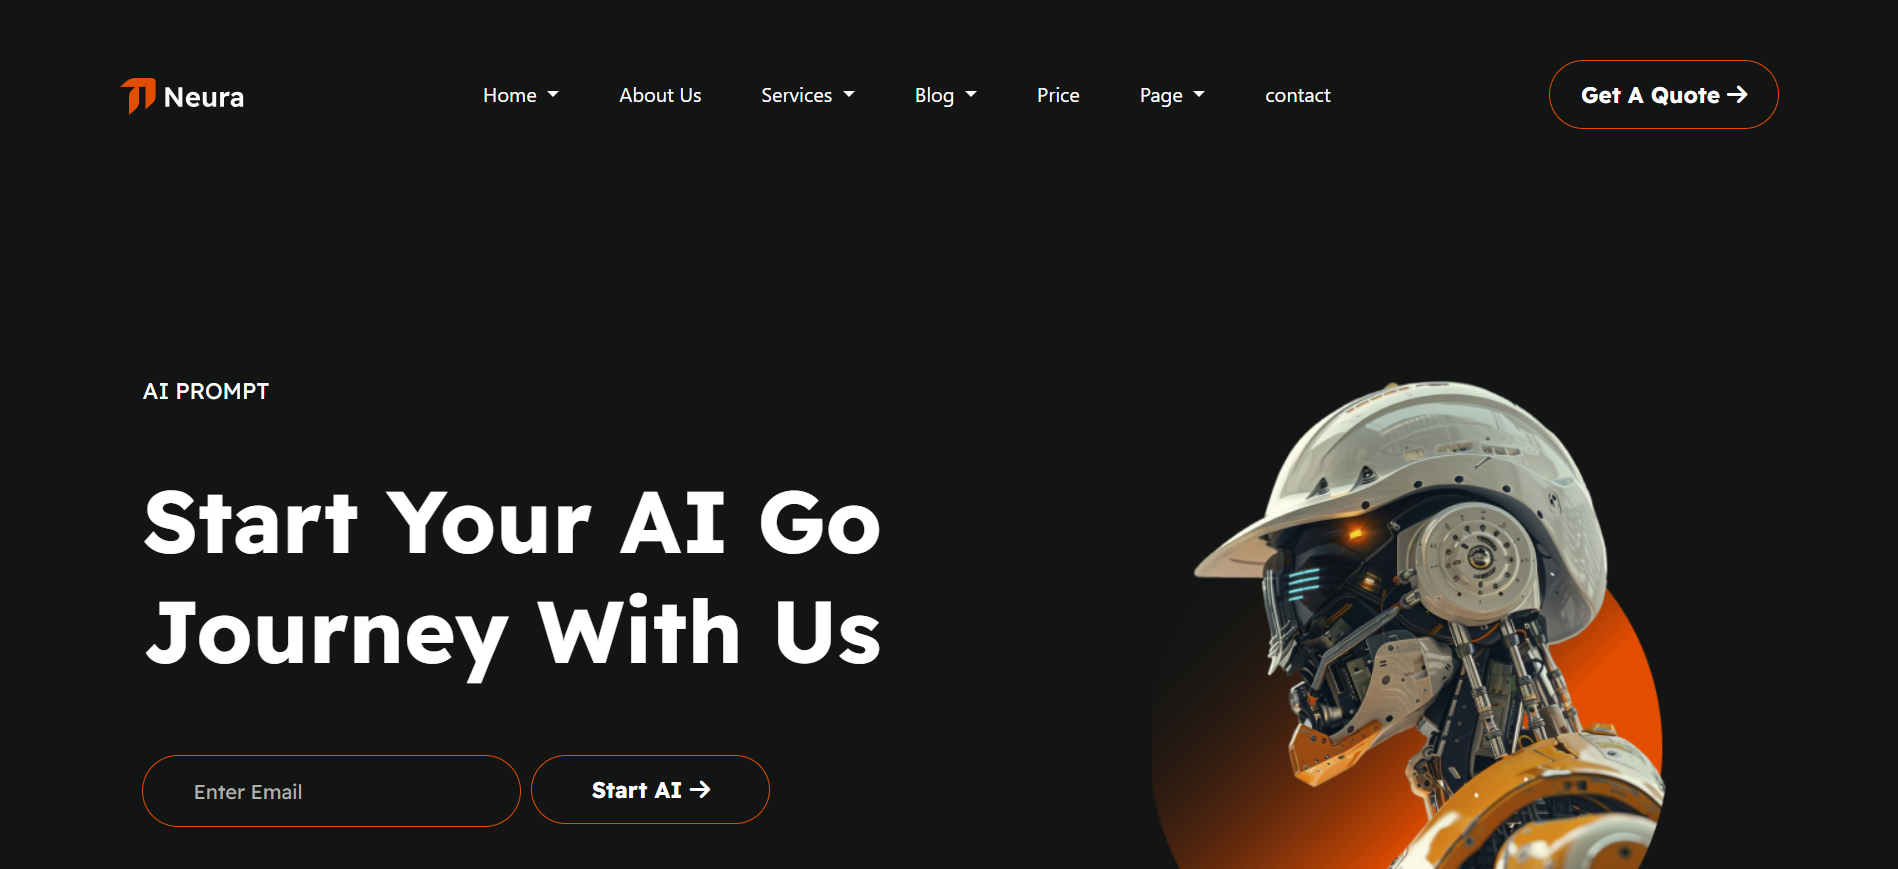 Neura
Home
About Us
Services
Blog
Price
Page
contact
Get A Quote
AI PROMPT
Start Your AI Go
Journey With Us
Enter Email
Start AI